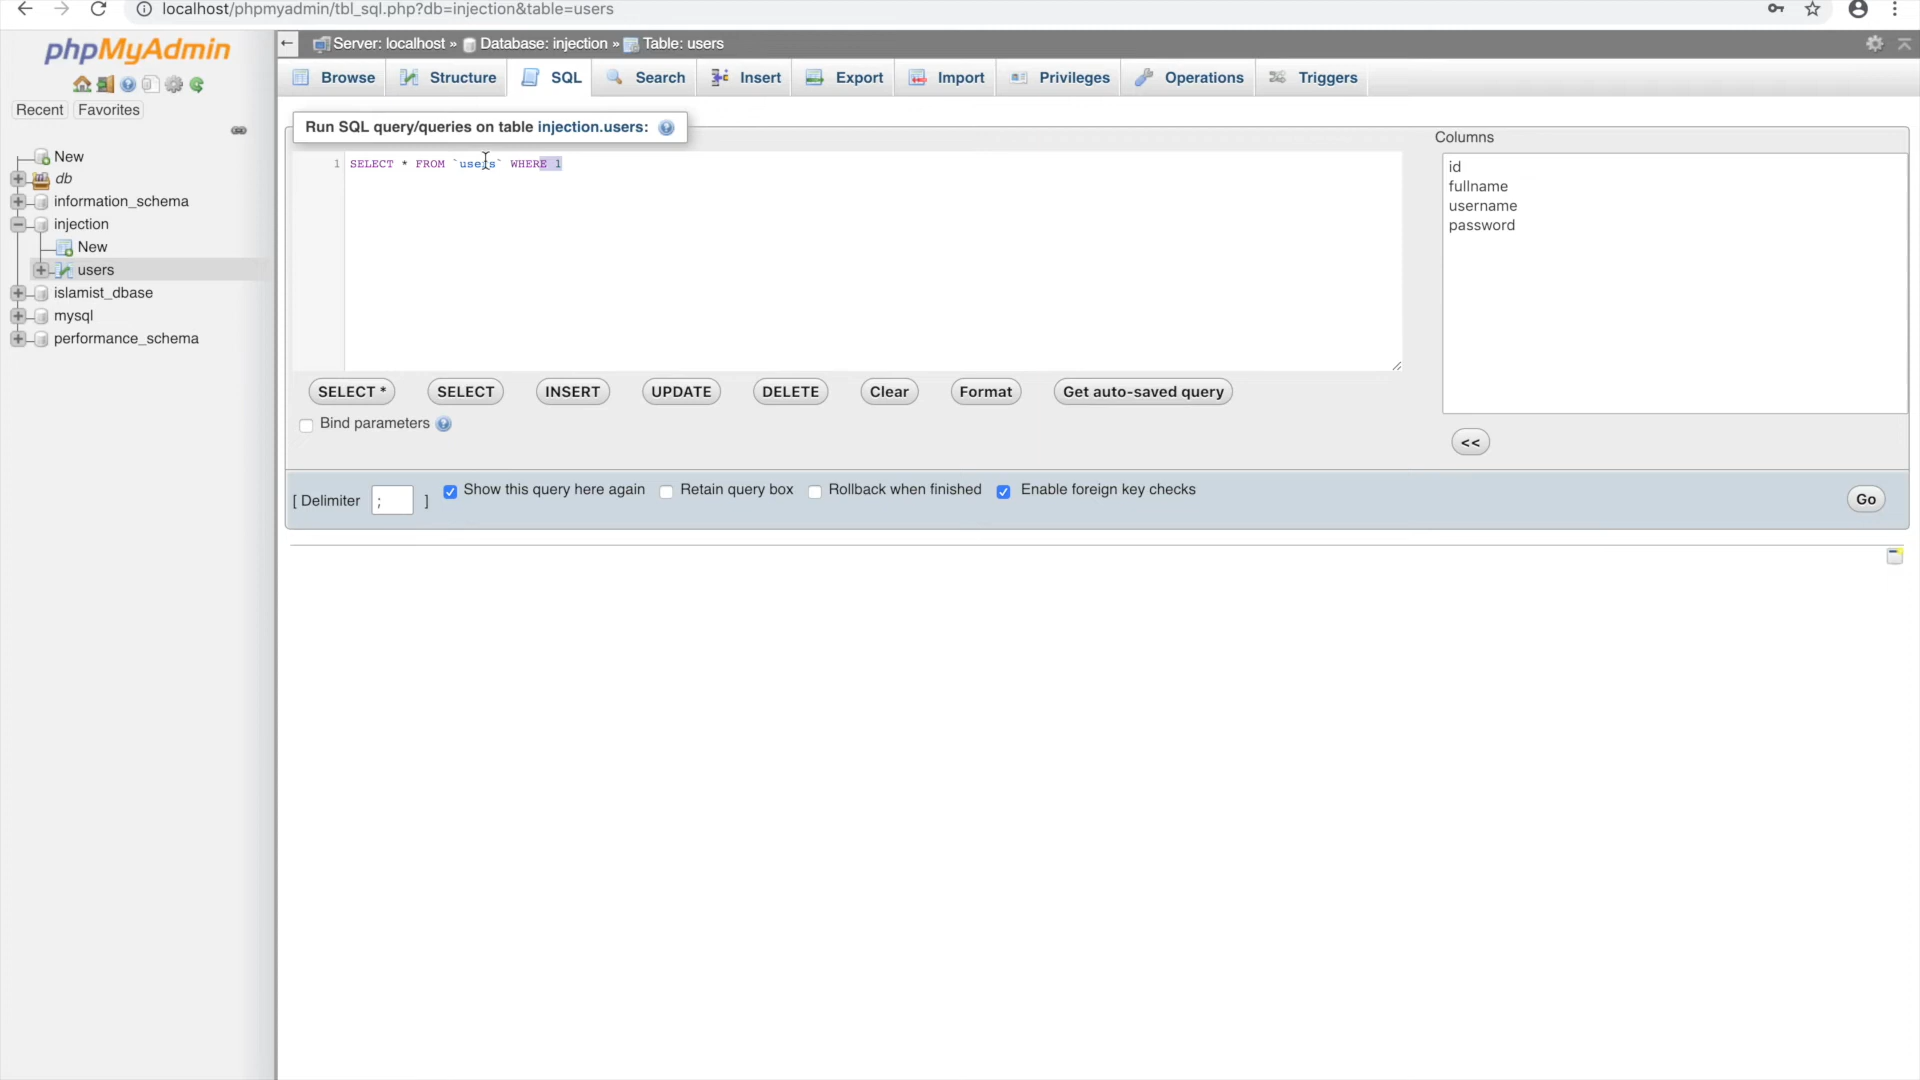 localhost/phpmyadmin/tbl_sql.php?db=injection&table=users
phpMyAdmin
Recent Favorites
New
db
information_schema
injection
New
users
islamist_dbase
mysql
performance_schema
Server: localhost » Database: injection » Table: users
Browse Structure SQL Search Insert Export Import Privileges Operations Triggers
Run SQL query/queries on table injection.users:
1 SELECT * FROM `users` WHERE 1
SELECT * SELECT INSERT UPDATE DELETE Clear Format Get auto-saved query
Bind parameters
Columns
id
fullname
username
password
<<
[ Delimiter ; ] Show this query here again Retain query box Rollback when finished Enable foreign key checks Go